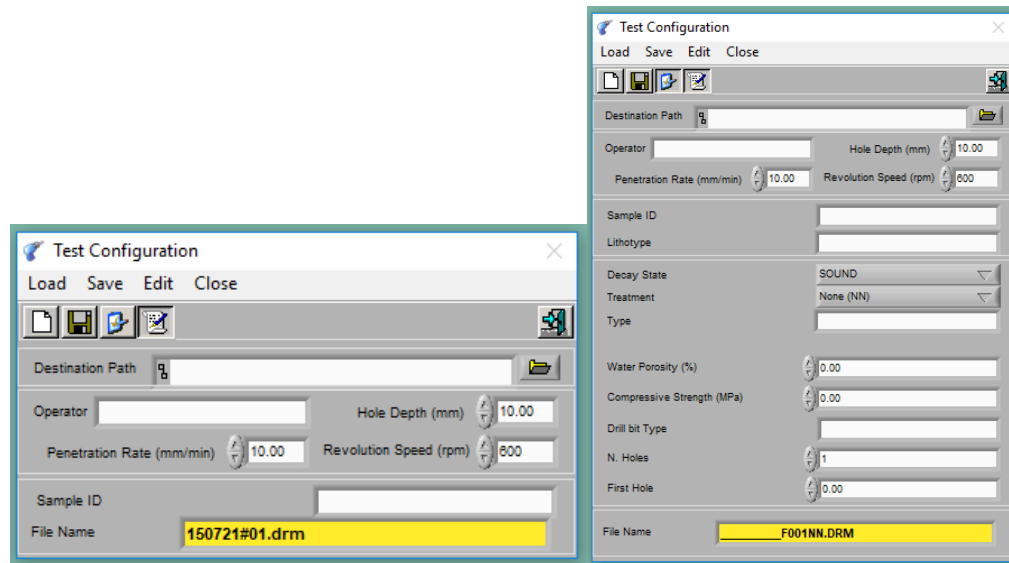 Test Configuration
Load Save Edit Close
Destination Path
Operator Hole Depth (mm) 10.00
Penetration Rate (mm/min) 10.00 Revolution Speed (rpm) 600
Sample ID
File Name 150721#01.drm
Test Configuration
Load Save Edit Close
Destination Path
Operator Hole Depth (mm) 10.00
Penetration Rate (mm/min) 10.00 Revolution Speed (rpm) 600
Sample ID
Lithotype
Decay State SOUND
Treatment None (NN)
Type
Water Porosity (%) 0.00
Compressive Strength (MPa) 0.00
Drill bit Type
N. Holes 1
First Hole 0.00
File Name _________F001NN.DRM